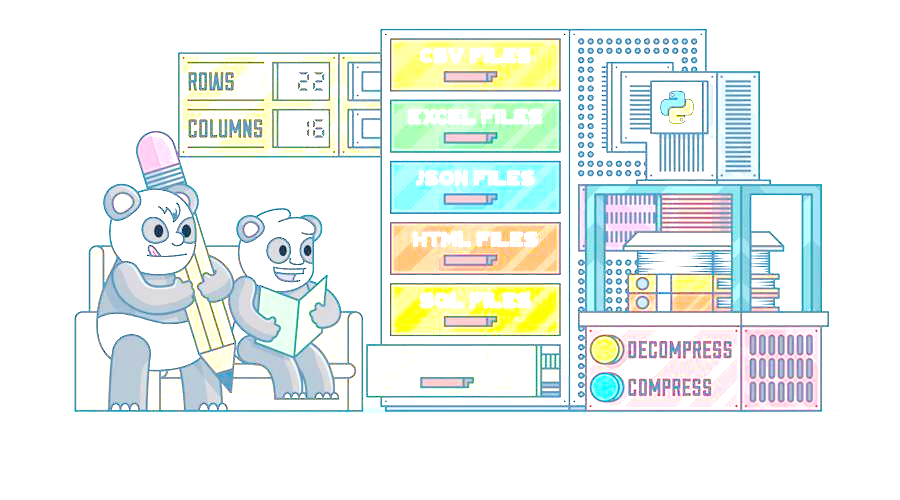 ROWS 22
COLUMNS 16
CSV FILES
EXCEL FILES
JSON FILES
HTML FILES
SQL FILES
DECOMPRESS
COMPRESS